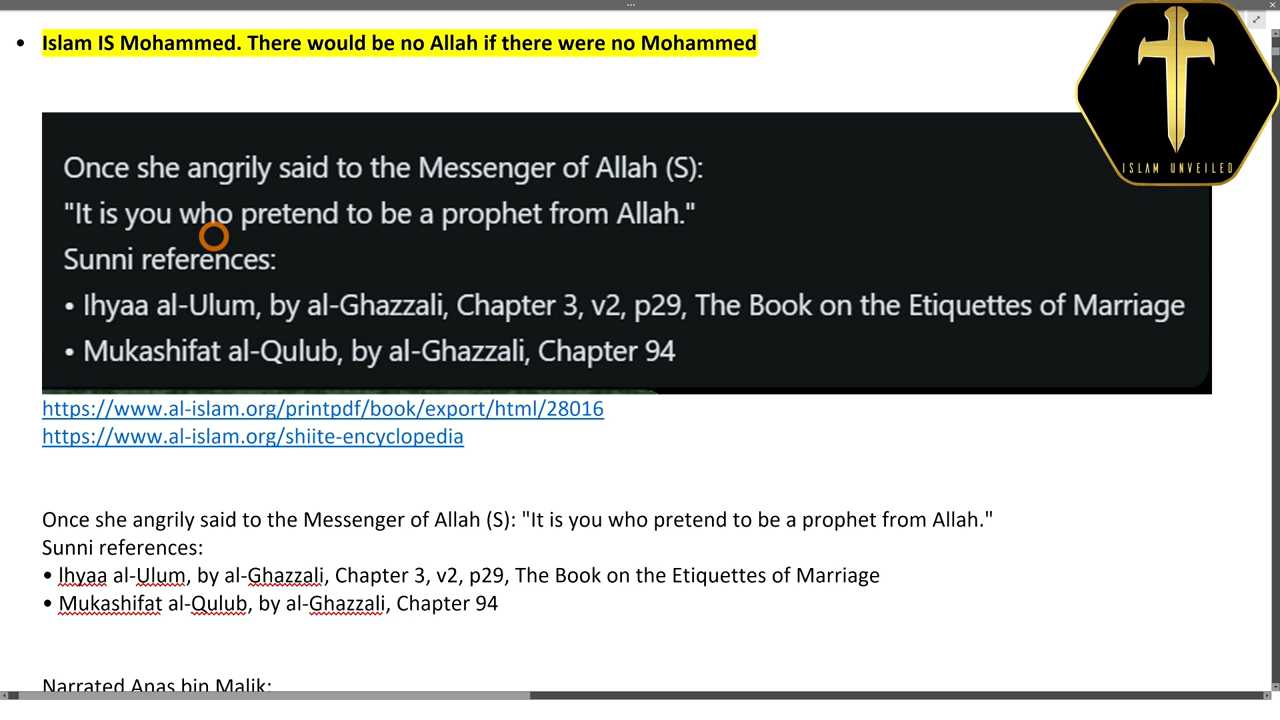 • Islam IS Mohammed. There would be no Allah if there were no Mohammed
ISLAM UNVEILED
Once she angrily said to the Messenger of Allah (S):
"It is you who pretend to be a prophet from Allah."
Sunni references:
• Ihyaa al-Ulum, by al-Ghazzali, Chapter 3, v2, p29, The Book on the Etiquettes of Marriage
• Mukashifat al-Qulub, by al-Ghazzali, Chapter 94
https://www.al-islam.org/printpdf/book/export/html/28016
https://www.al-islam.org/shiite-encyclopedia
Once she angrily said to the Messenger of Allah (S): "It is you who pretend to be a prophet from Allah."
Sunni references:
• Ihyaa al-Ulum, by al-Ghazzali, Chapter 3, v2, p29, The Book on the Etiquettes of Marriage
• Mukashifat al-Qulub, by al-Ghazzali, Chapter 94
Narrated Anas bin Malik: